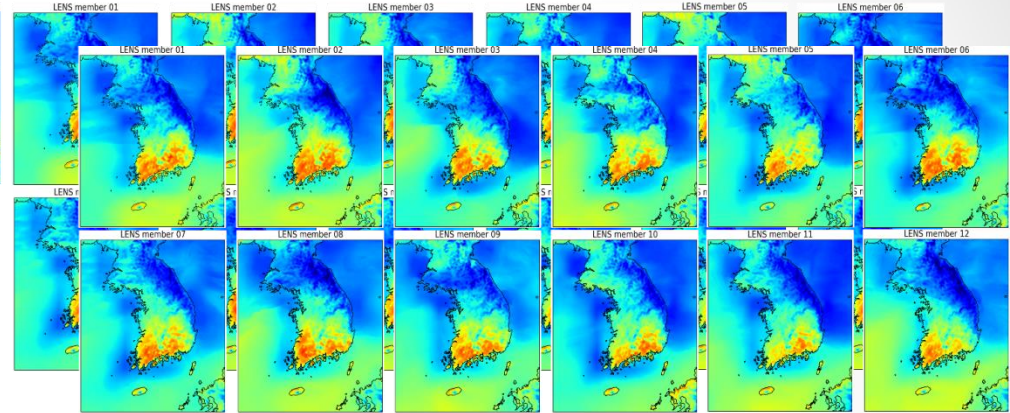 LENS member 01
LENS member 02
LENS member 03
LENS member 04
LENS member 05
LENS member 06
LENS member 01
LENS member 02
LENS member 03
LENS member 04
LENS member 05
LENS member 06
LENS
LENS member 07
LENS member 08
LENS member 09
LENS member 10
LENS member 11
LENS member 12